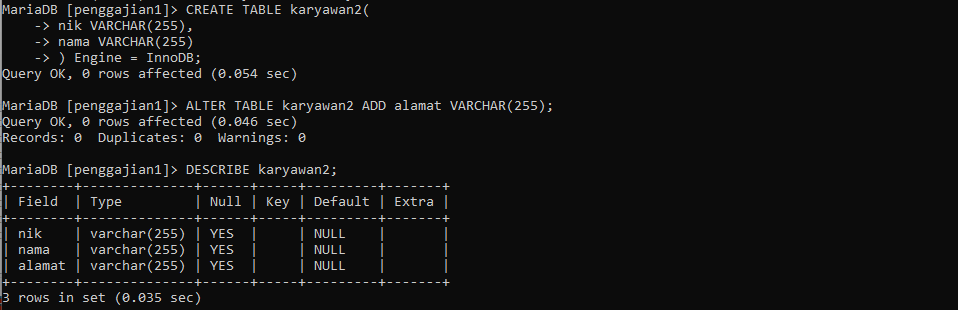 MariaDB [penggajian1]> CREATE TABLE karyawan2(
    -> nik VARCHAR(255),
    -> nama VARCHAR(255)
    -> ) Engine = InnoDB;
Query OK, 0 rows affected (0.054 sec)

MariaDB [penggajian1]> ALTER TABLE karyawan2 ADD alamat VARCHAR(255);
Query OK, 0 rows affected (0.046 sec)
Records: 0  Duplicates: 0  Warnings: 0

MariaDB [penggajian1]> DESCRIBE karyawan2;
+--------+--------------+------+-----+---------+-------+
| Field  | Type         | Null | Key | Default | Extra |
+--------+--------------+------+-----+---------+-------+
| nik    | varchar(255) | YES  |     | NULL    |       |
| nama   | varchar(255) | YES  |     | NULL    |       |
| alamat | varchar(255) | YES  |     | NULL    |       |
+--------+--------------+------+-----+---------+-------+
3 rows in set (0.035 sec)